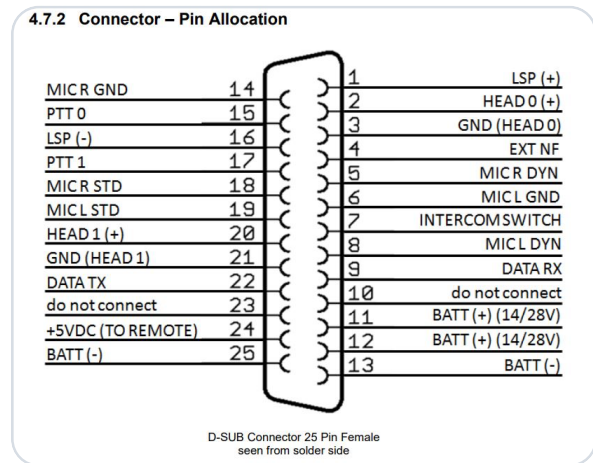 4.7.2 Connector – Pin Allocation
MIC R GND 14
PTT 0 15
LSP (-) 16
PTT 1 17
MIC R STD 18
MIC L STD 19
HEAD 1 (+) 20
GND (HEAD 1) 21
DATA TX 22
do not connect 23
+5VDC (TO REMOTE) 24
BATT (-) 25
1 LSP (+)
2 HEAD 0 (+)
3 GND (HEAD 0)
4 EXT NF
5 MIC R DYN
6 MIC L GND
7 INTERCOM SWITCH
8 MIC L DYN
9 DATA RX
10 do not connect
11 BATT (+) (14/28V)
12 BATT (+) (14/28V)
13 BATT (-)
D-SUB Connector 25 Pin Female
seen from solder side